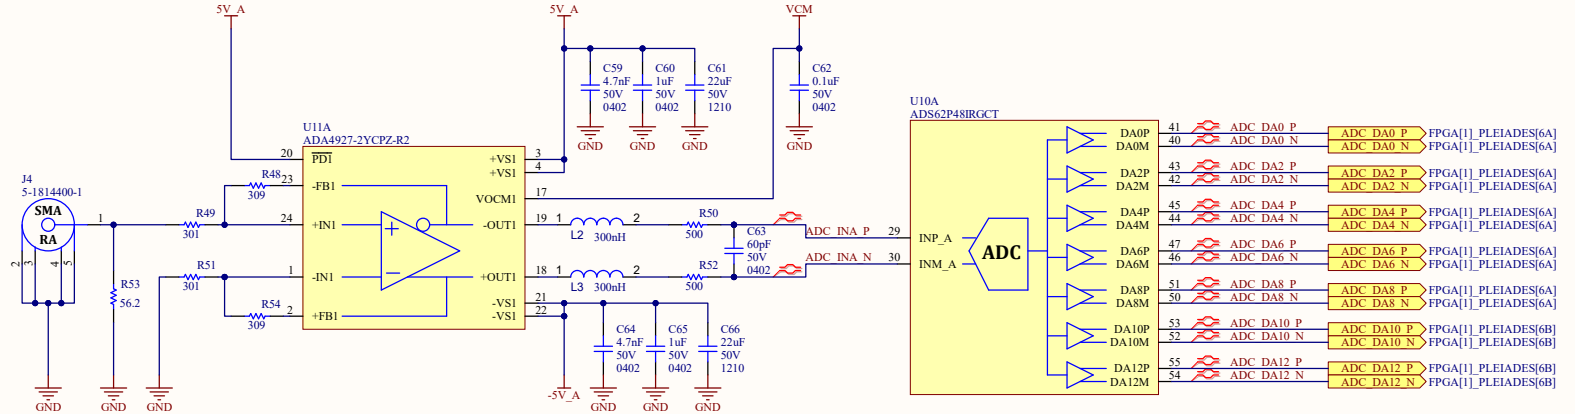 5V_A
5V_A
VCM
C59
4.7nF
50V
0402
C60
1uF
50V
0402
C61
22uF
50V
1210
C62
0.1uF
50V
0402
GND
GND
GND
GND
U11A
ADA4927-2YCPZ-R2
20
PD1
23
-FB1
24
+IN1
1
-IN1
2
+FB1
+VS1
3
+VS1
4
VOCM1
17
-OUT1
19
+OUT1
18
-VS1
21
-VS1
22
J4
5-1814400-1
SMA
RA
1
2
3
4
5
R48
309
R49
301
R51
301
R54
309
R53
56.2
GND
GND
GND
1
2
L2
300nH
R50
500
1
2
L3
300nH
R52
500
C63
60pF
50V
0402
ADC_INA_P
ADC_INA_N
C64
4.7nF
50V
0402
C65
1uF
50V
0402
C66
22uF
50V
1210
-5V_A
GND
GND
GND
U10A
ADS62P48IRGCT
29
INP_A
30
INM_A
ADC
DA0P 41 ADC_DA0_P ADC_DA0_P FPGA[1]_PLEIADES[6A]
DA0M 40 ADC_DA0_N ADC_DA0_N FPGA[1]_PLEIADES[6A]
DA2P 43 ADC_DA2_P ADC_DA2_P FPGA[1]_PLEIADES[6A]
DA2M 42 ADC_DA2_N ADC_DA2_N FPGA[1]_PLEIADES[6A]
DA4P 45 ADC_DA4_P ADC_DA4_P FPGA[1]_PLEIADES[6A]
DA4M 44 ADC_DA4_N ADC_DA4_N FPGA[1]_PLEIADES[6A]
DA6P 47 ADC_DA6_P ADC_DA6_P FPGA[1]_PLEIADES[6A]
DA6M 46 ADC_DA6_N ADC_DA6_N FPGA[1]_PLEIADES[6A]
DA8P 51 ADC_DA8_P ADC_DA8_P FPGA[1]_PLEIADES[6A]
DA8M 50 ADC_DA8_N ADC_DA8_N FPGA[1]_PLEIADES[6A]
DA10P 53 ADC_DA10_P ADC_DA10_P FPGA[1]_PLEIADES[6B]
DA10M 52 ADC_DA10_N ADC_DA10_N FPGA[1]_PLEIADES[6B]
DA12P 55 ADC_DA12_P ADC_DA12_P FPGA[1]_PLEIADES[6B]
DA12M 54 ADC_DA12_N ADC_DA12_N FPGA[1]_PLEIADES[6B]